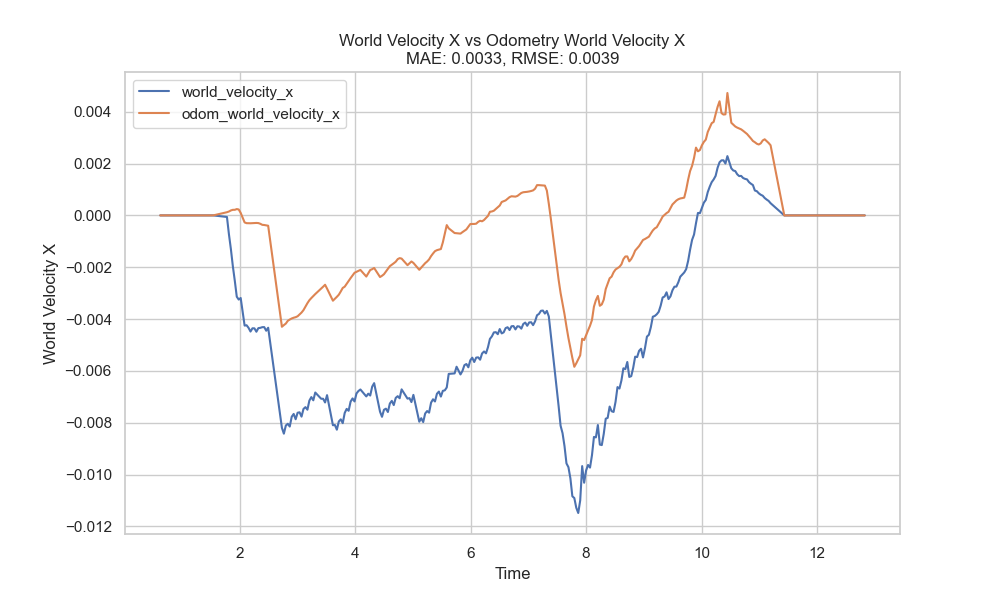 World Velocity X vs Odometry World Velocity X
MAE: 0.0033, RMSE: 0.0039
world_velocity_x
odom_world_velocity_x
0.004
0.002
0.000
−0.002
−0.004
−0.006
−0.008
−0.010
−0.012
World Velocity X
2 4 6 8 10 12
Time